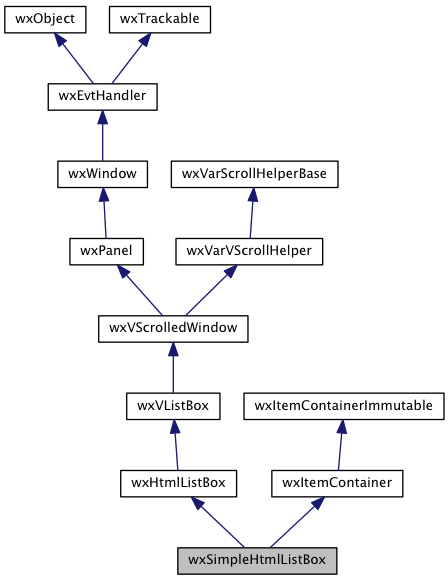 wxObject
wxTrackable
wxEvtHandler
wxWindow
wxVarScrollHelperBase
wxPanel
wxVarVScrollHelper
wxVScrolledWindow
wxVListBox
wxItemContainerImmutable
wxHtmlListBox
wxItemContainer
wxSimpleHtmlListBox